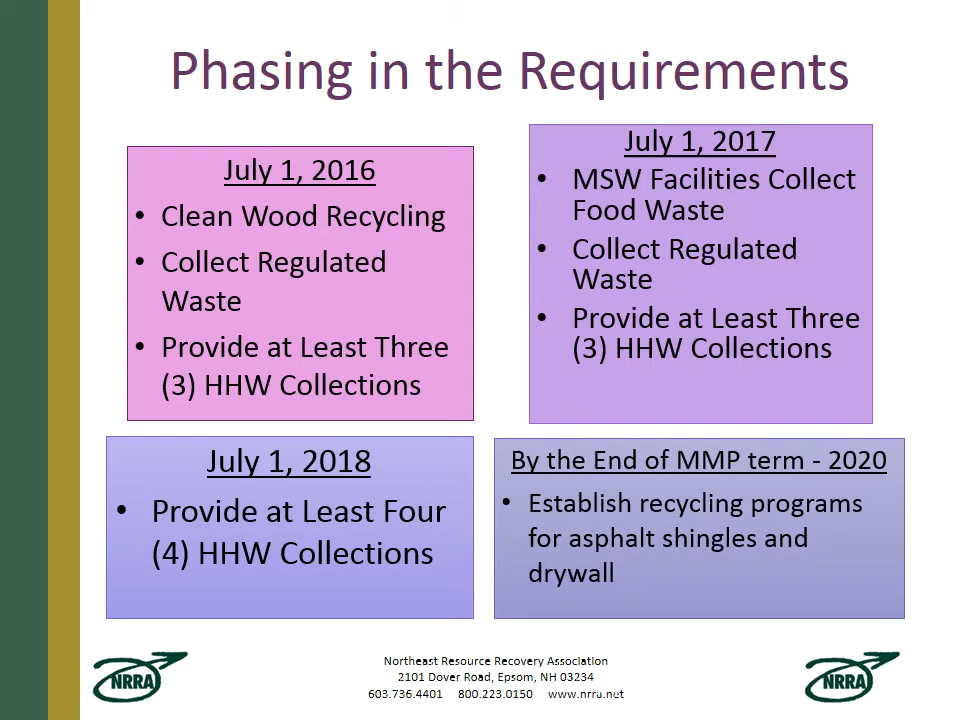 Phasing in the Requirements
July 1, 2016
• Clean Wood Recycling
• Collect Regulated
Waste
• Provide at Least Three
(3) HHW Collections
July 1, 2017
• MSW Facilities Collect
Food Waste
• Collect Regulated
Waste
• Provide at Least Three
(3) HHW Collections
July 1, 2018
• Provide at Least Four
(4) HHW Collections
By the End of MMP term - 2020
• Establish recycling programs
for asphalt shingles and
drywall
NRRA
Northeast Resource Recovery Association
2101 Dover Road, Epsom, NH 03234
603.736.4401 800.223.0150 www.nrra.net
NRRA